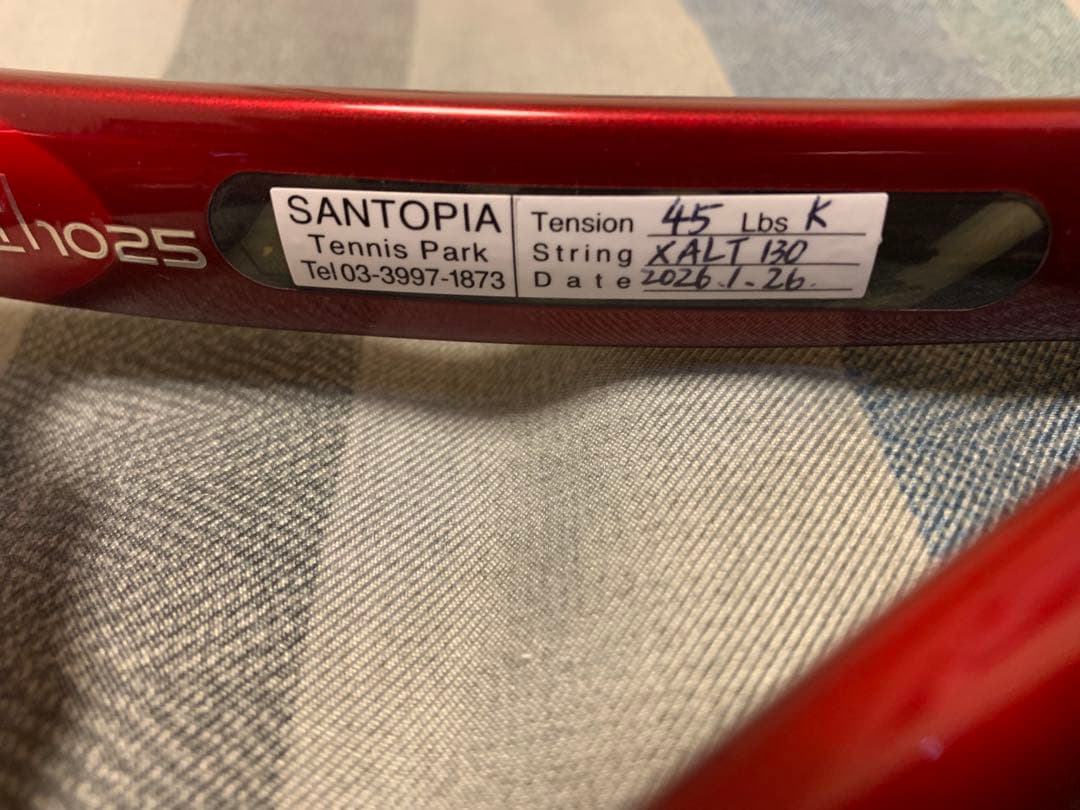 1025
SANTOPIA
Tennis Park
Tel 03-3997-1873
Tension 45 Lbs K
String XALT 130
Date 2026.1.26.